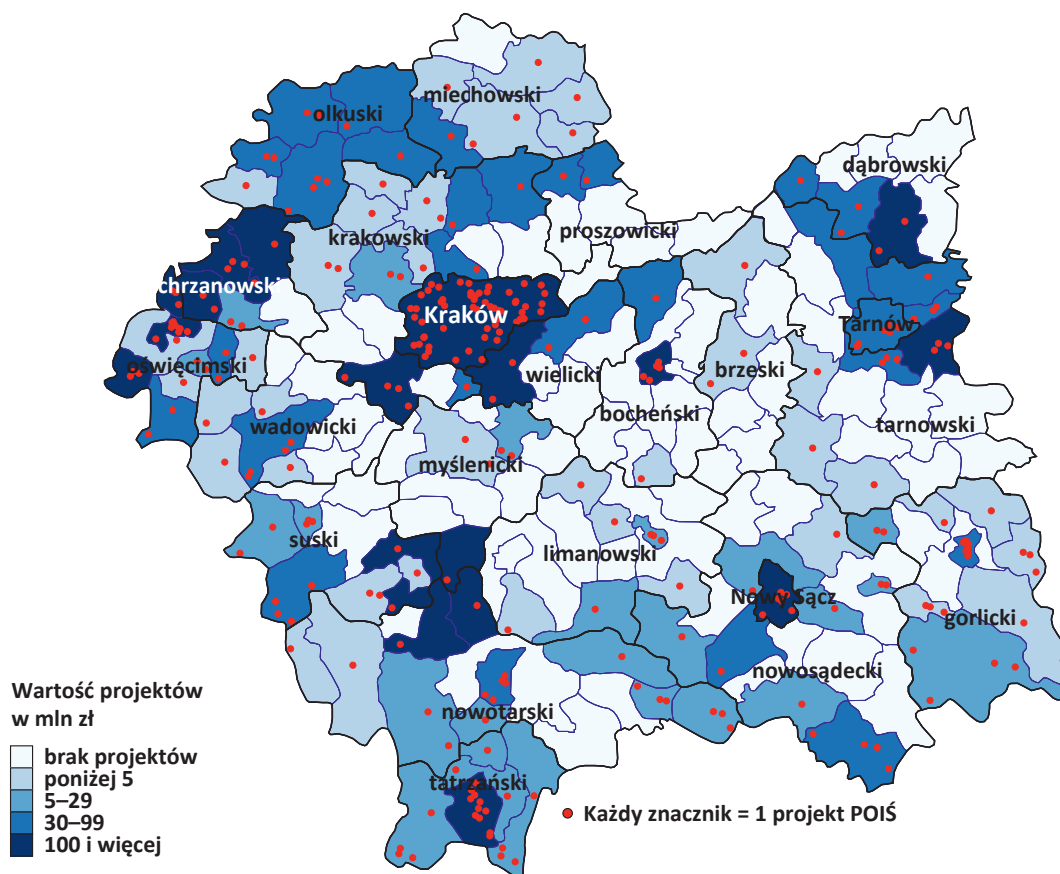 miechowski
olkuski
dąbrowski
krakowski
proszowicki
chrzanowski
Kraków
Tarnów
oświęcimski
wielicki
brzeski
bocheński
wadowicki
tarnowski
myślenicki
suski
limanowski
Nowy Sącz
gorlicki
nowosądecki
nowotarski
tatrzański
Wartość projektów
w mln zł
brak projektów
poniżej 5
5–29
30–99
100 i więcej
Każdy znacznik = 1 projekt POIŚ